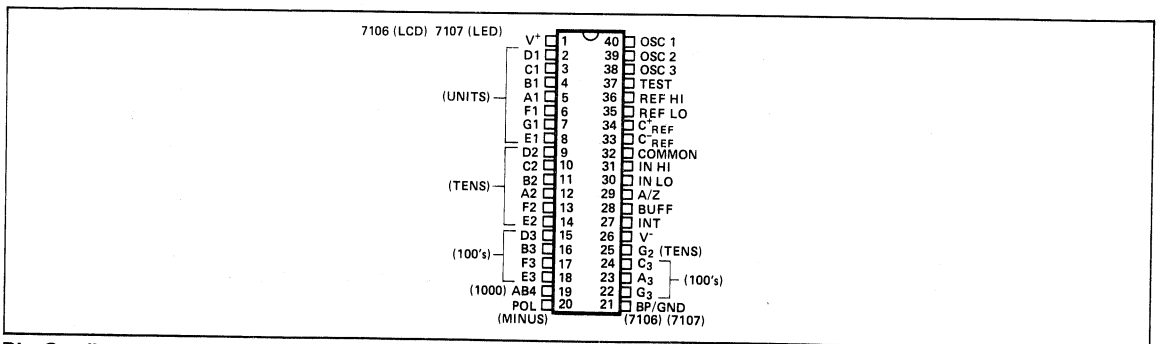 7106 (LCD) 7107 (LED)
V+ 1 40 OSC 1
D1 2 39 OSC 2
C1 3 38 OSC 3
B1 4 37 TEST
(UNITS) A1 5 36 REF HI
F1 6 35 REF LO
G1 7 34 C+REF
E1 8 33 C-REF
D2 9 32 COMMON
C2 10 31 IN HI
B2 11 30 IN LO
(TENS) A2 12 29 A/Z
F2 13 28 BUFF
E2 14 27 INT
D3 15 26 V-
(100's) B3 16 25 G2 (TENS)
F3 17 24 C3
E3 18 23 A3 (100's)
(1000) AB4 19 22 G3
POL 20 21 BP/GND
(MINUS) (7106) (7107)